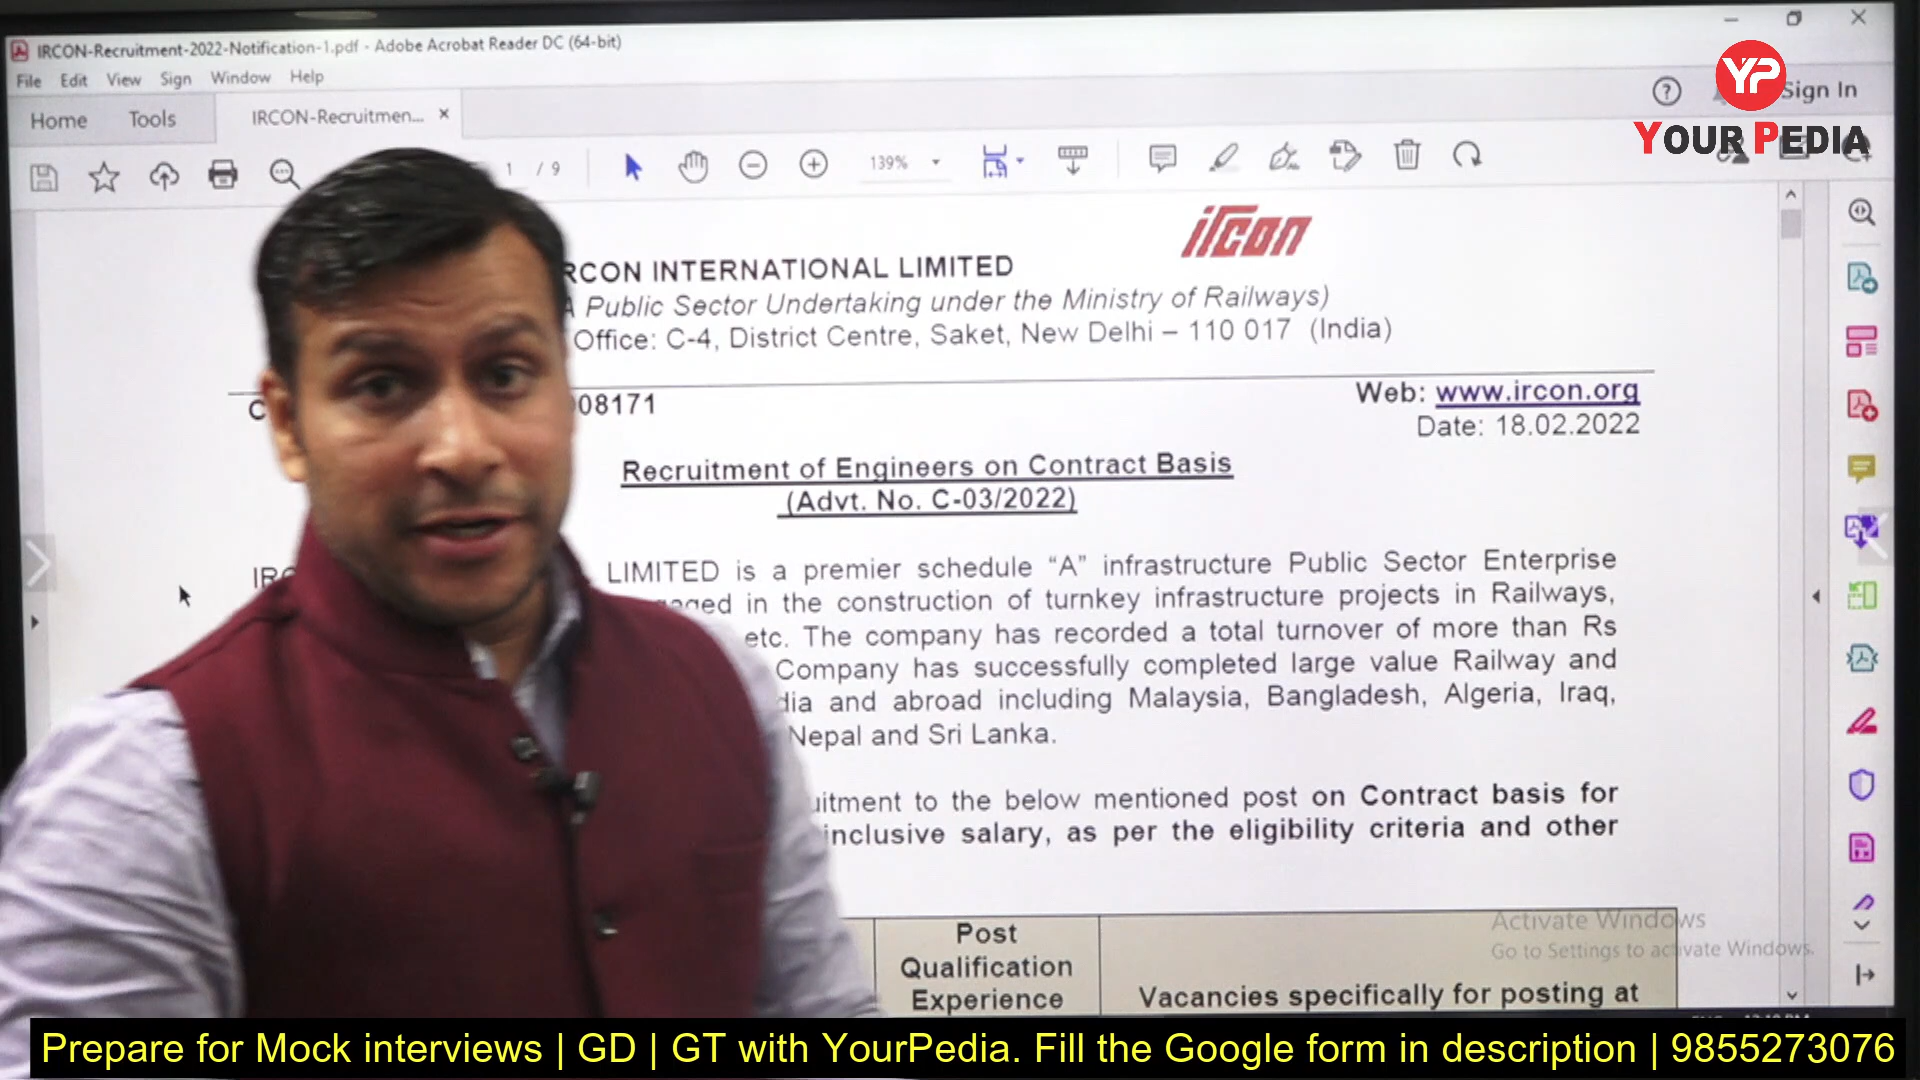 IRCON-Recruitment-2022-Notification-1.pdf - Adobe Acrobat Reader DC (64-bit)
File Edit View Sign Window Help
Home Tools IRCON-Recruitmen... ×
Sign In
YP
YOUR PEDIA
1 / 9
139%
ircon
RCON INTERNATIONAL LIMITED
A Public Sector Undertaking under the Ministry of Railways)
Office: C-4, District Centre, Saket, New Delhi – 110 017 (India)
C 08171
Web: www.ircon.org
Date: 18.02.2022
Recruitment of Engineers on Contract Basis
(Advt. No. C-03/2022)
LIMITED is a premier schedule “A” infrastructure Public Sector Enterprise
in the construction of turnkey infrastructure projects in Railways,
etc. The company has recorded a total turnover of more than Rs
Company has successfully completed large value Railway and
dia and abroad including Malaysia, Bangladesh, Algeria, Iraq,
Nepal and Sri Lanka.
uitment to the below mentioned post on Contract basis for
inclusive salary, as per the eligibility criteria and other
Post
Qualification
Experience
Vacancies specifically for posting at
Activate Windows
Go to Settings to activate Windows.
Prepare for Mock interviews | GD | GT with YourPedia. Fill the Google form in description | 9855273076